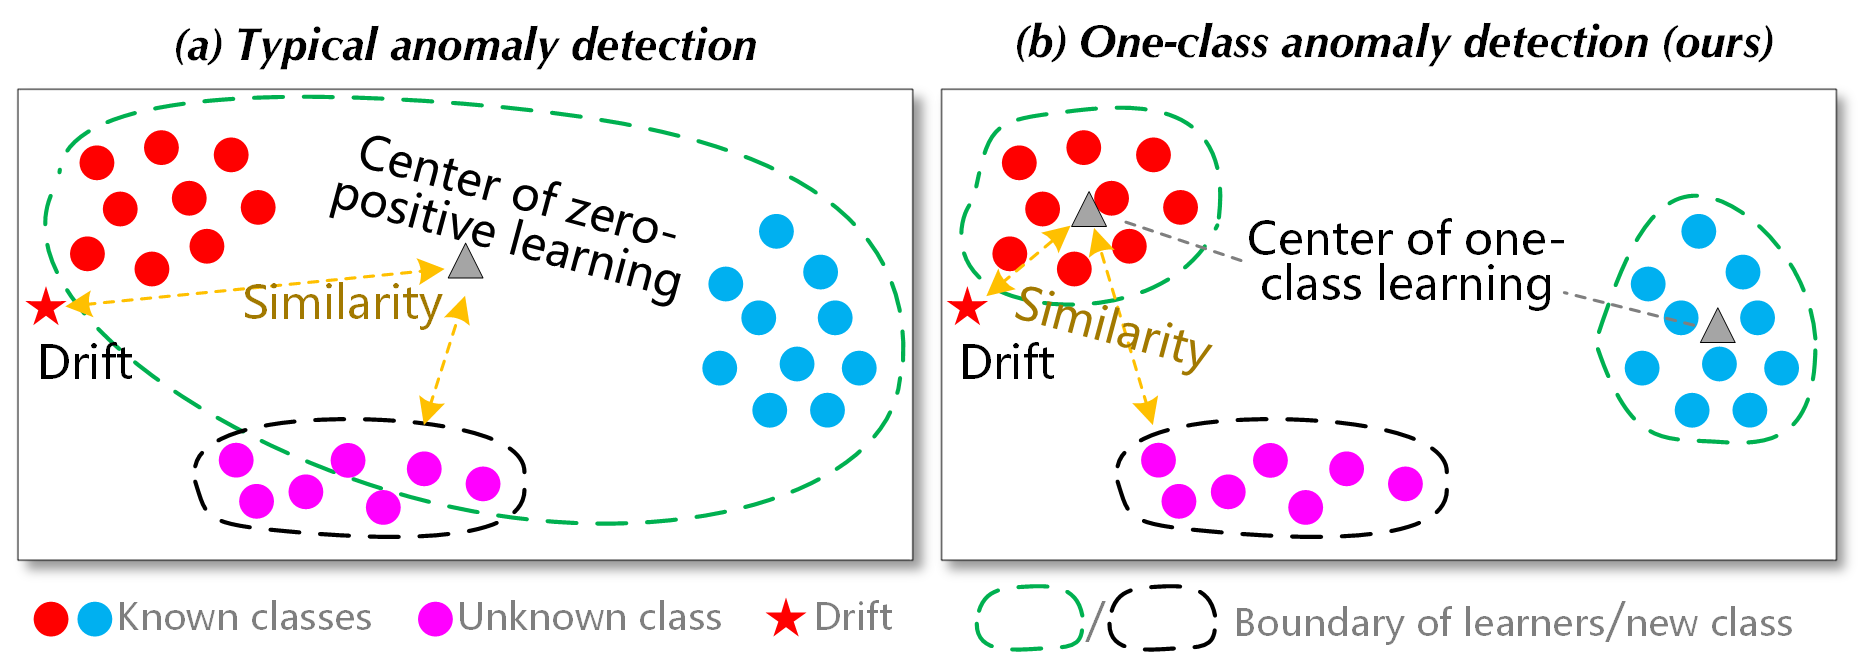 (a) Typical anomaly detection
Center of zero-
positive learning
Similarity
Drift
(b) One-class anomaly detection (ours)
Center of one-
class learning
Similarity
Drift
Known classes
Unknown class
Drift
/
Boundary of learners/new class